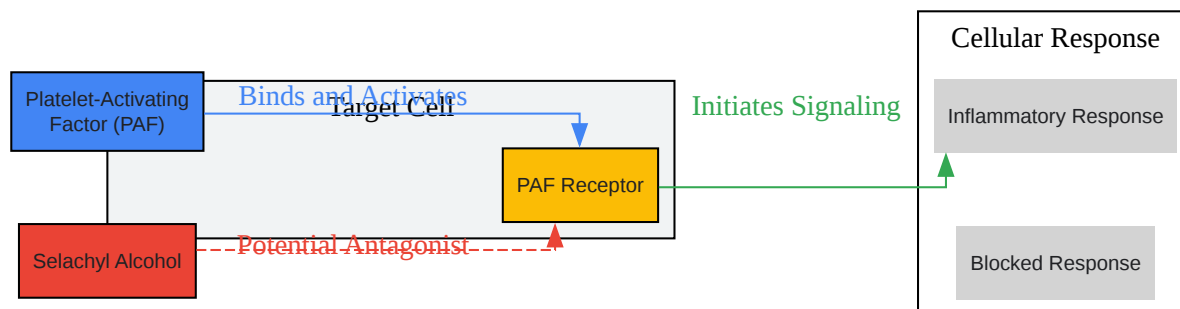 Cellular Response
Platelet-Activating
Factor (PAF)
Binds and Activates
Target Cell
Initiates Signaling
Inflammatory Response
PAF Receptor
Selachyl Alcohol
Potential Antagonist
Blocked Response